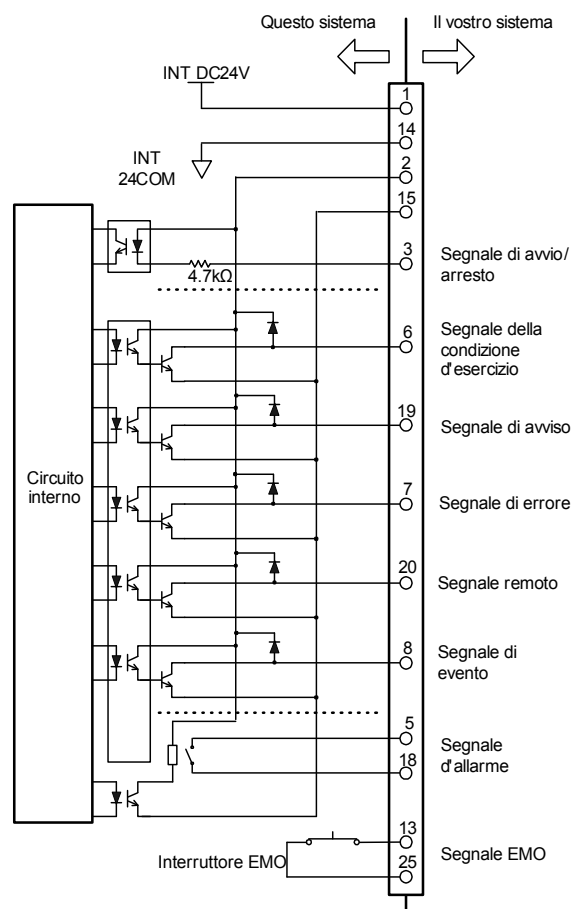 Questo sistema
Il vostro sistema
INT DC24V
1
14
INT
24COM
2
15
3
4.7kΩ
Segnale di avvio/
arresto
6
Segnale della
condizione
d'esercizio
19
Segnale di avviso
Circuito
interno
7
Segnale di errore
20
Segnale remoto
8
Segnale di
evento
5
Segnale
d'allarme
18
13
Interruttore EMO
Segnale EMO
25